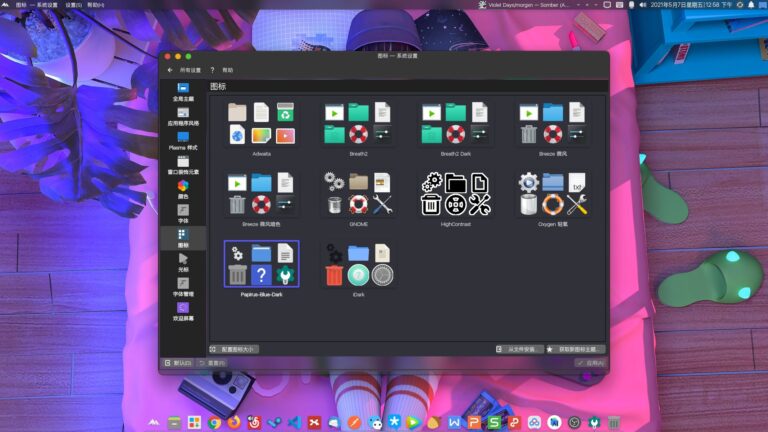 图标 — 系统设置 设置(S) 帮助(H)
Violet Days/morgen — Somber (A...
2021年5月7日星期五 | 12:58 下午
图标 — 系统设置
所有设置 ? 帮助
全局主题
应用程序风格
Plasma 样式
窗口装饰元素
颜色
字体
图标
光标
字体管理
欢迎屏幕
图标
Adwaita
Breath2
Breath2 Dark
Breeze 微风
Breeze 微风暗色
GNOME
HighContrast
txt
Oxygen 氧氧
Papirus-Blue-Dark
iDark
配置图标大小
从文件安装...
获取新图标主题...
默认(D)
重置(R)
应用(A)